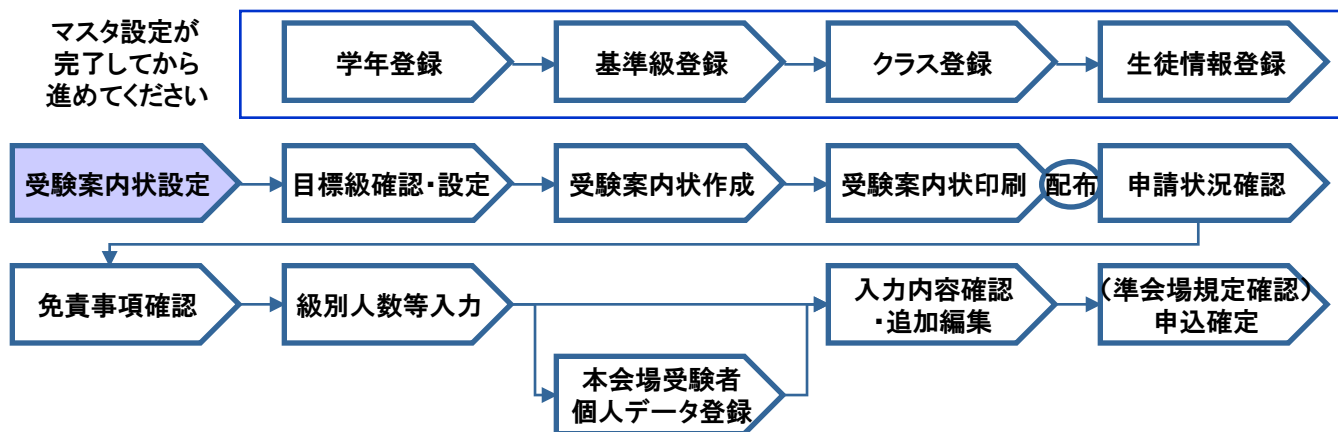 マスタ設定が
完了してから
進めてください
学年登録
基準級登録
クラス登録
生徒情報登録
受験案内状設定
目標級確認・設定
受験案内状作成
受験案内状印刷
配布
申請状況確認
免責事項確認
級別人数等入力
入力内容確認
・追加編集
（準会場規定確認）
申込確定
本会場受験者
個人データ登録